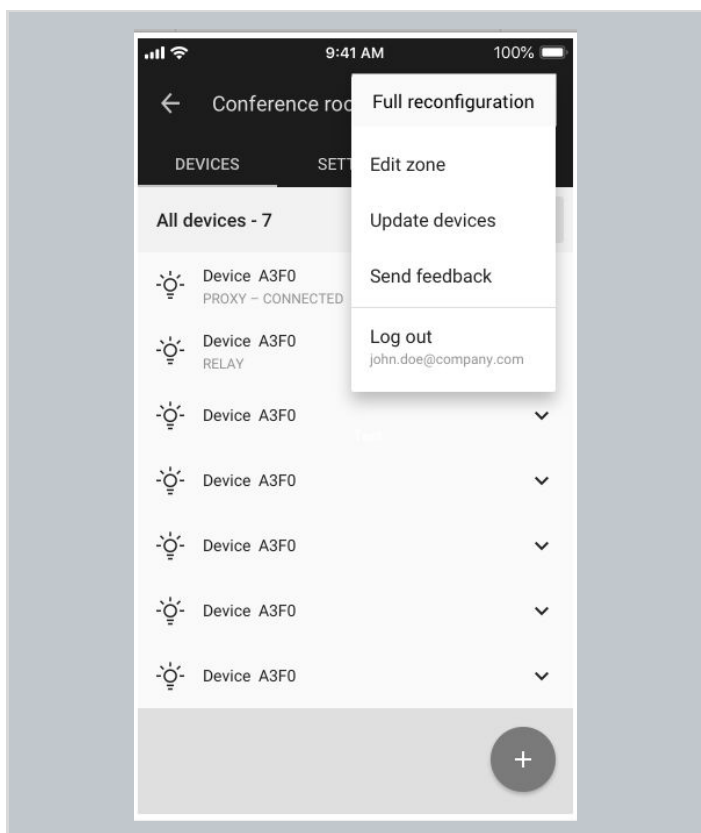 9:41 AM 100%
Conference roo
Full reconfiguration
DEVICES SETT
Edit zone
All devices - 7
Update devices
Device A3F0
PROXY – CONNECTED
Send feedback
Device A3F0
RELAY
Log out
john.doe@company.com
Device A3F0
Device A3F0
Device A3F0
Device A3F0
Device A3F0
+